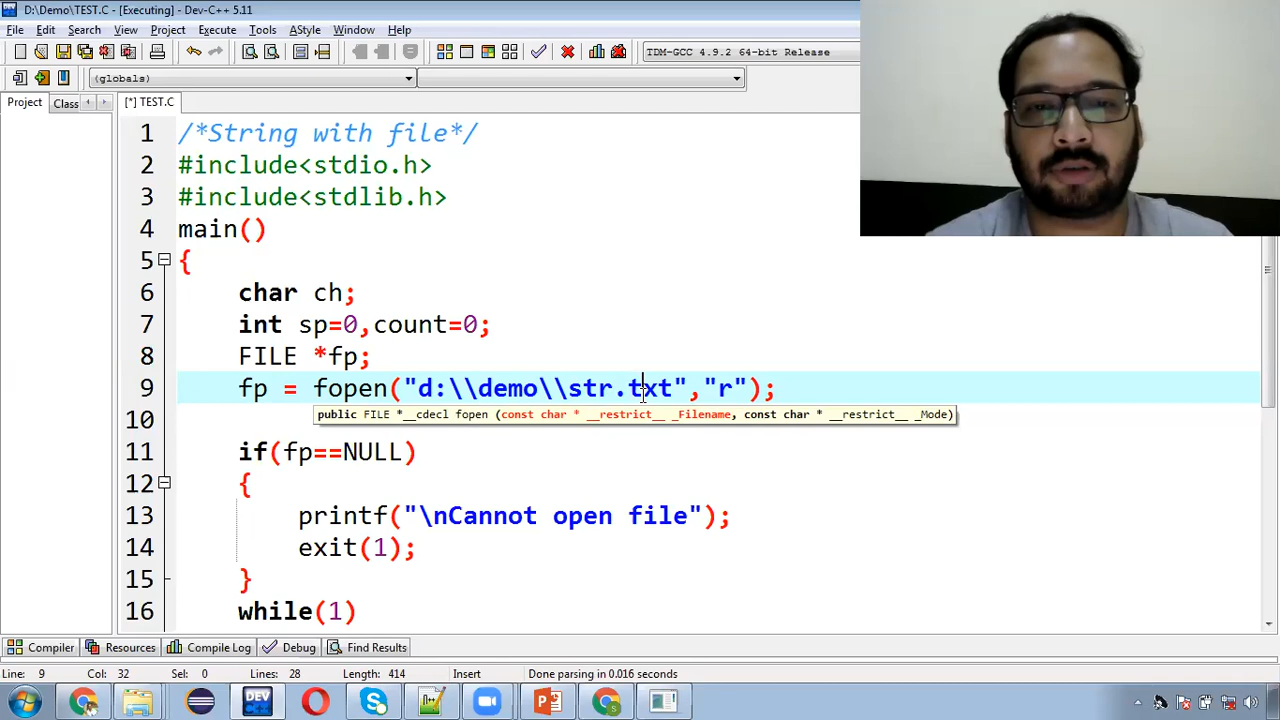 D:\Demo\TEST.C - [Executing] - Dev-C++ 5.11
File Edit Search View Project Execute Tools AStyle Window Help
TDM-GCC 4.9.2 64-bit Release
(globals)
Project Class [*] TEST.C
1 /*String with file*/
2 #include<stdio.h>
3 #include<stdlib.h>
4 main()
5 {
6 char ch;
7 int sp=0,count=0;
8 FILE *fp;
9 fp = fopen("d:\\demo\\str.txt","r");
public FILE *__cdecl fopen (const char * __restrict__ _Filename, const char * __restrict__ _Mode)
10
11 if(fp==NULL)
12 {
13 printf("\nCannot open file");
14 exit(1);
15 }
16 while(1)
Compiler Resources Compile Log Debug Find Results
Line: 9 Col: 32 Sel: 0 Lines: 28 Length: 414 Insert Done parsing in 0.016 seconds
DEV